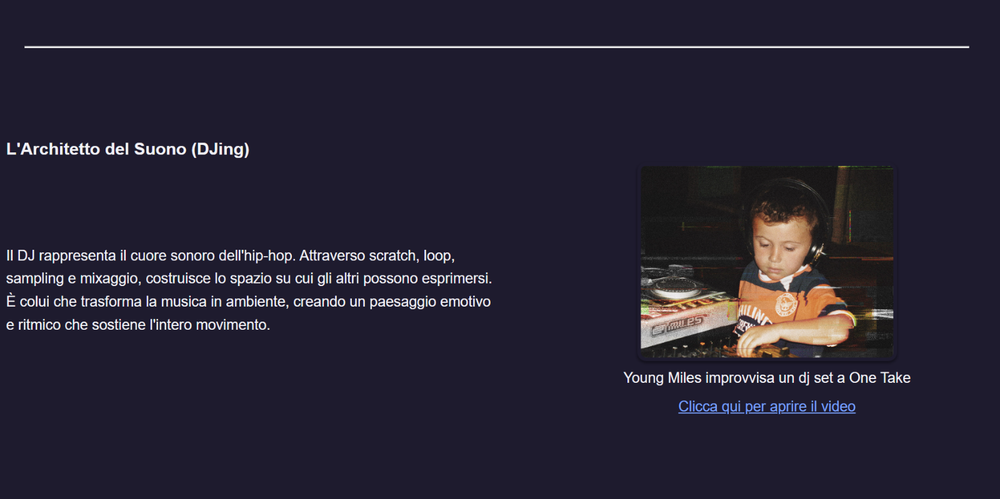 L'Architetto del Suono (DJing)
Il DJ rappresenta il cuore sonoro dell'hip-hop. Attraverso scratch, loop,
sampling e mixaggio, costruisce lo spazio su cui gli altri possono esprimersi.
È colui che trasforma la musica in ambiente, creando un paesaggio emotivo
e ritmico che sostiene l'intero movimento.
MILES
Young Miles improvvisa un dj set a One Take
Clicca qui per aprire il video